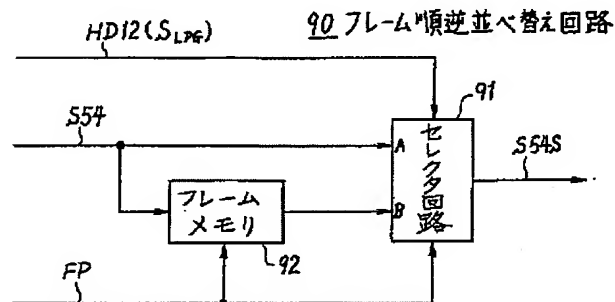 90 フレーム順逆並べ替え回路
HD12(SLPG)
91
S54
A
セレクタ回路
S54S
フレーム
メモリ
B
92
FP